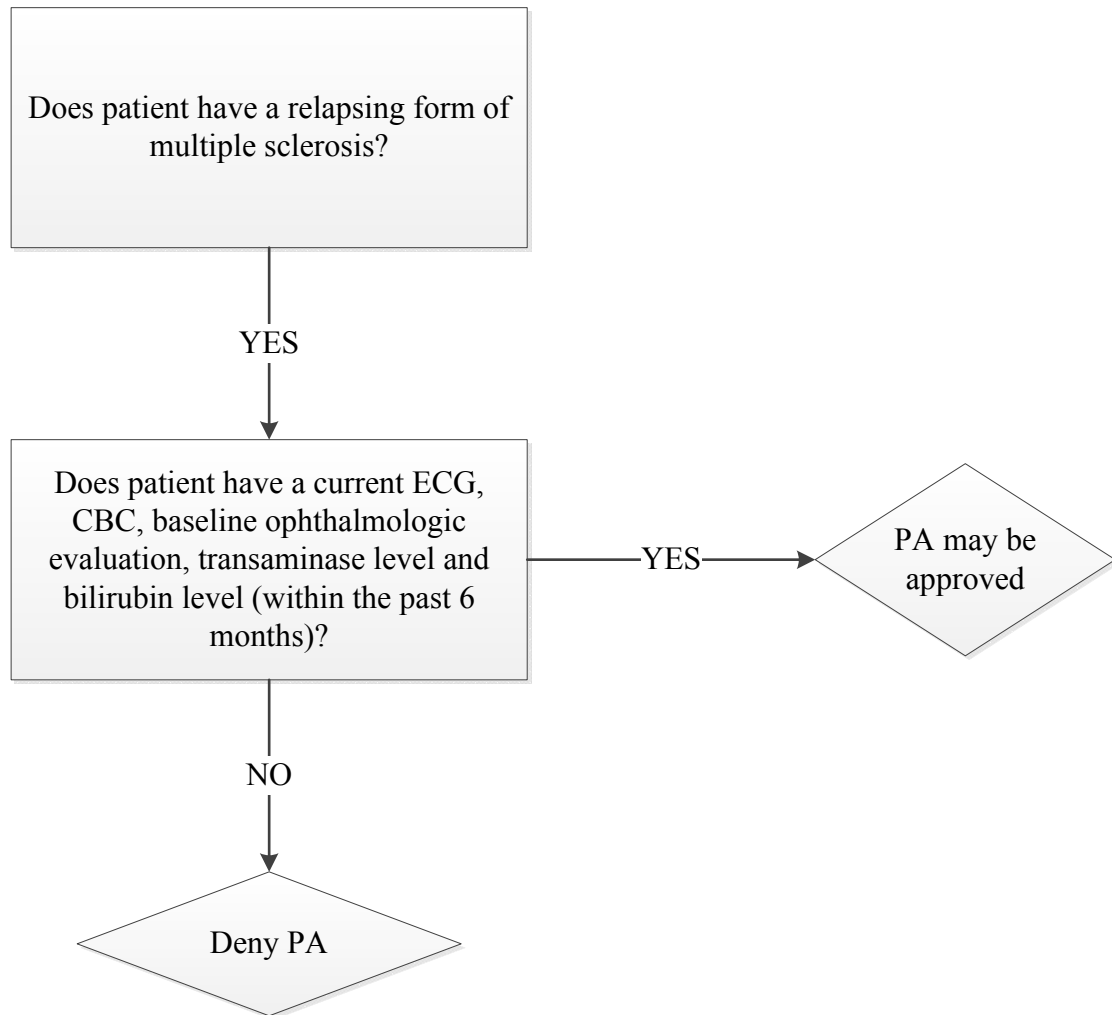 Does patient have a relapsing form of
multiple sclerosis?
YES
Does patient have a current ECG,
CBC, baseline ophthalmologic
evaluation, transaminase level and
bilirubin level (within the past 6
months)?
YES
PA may be
approved
NO
Deny PA